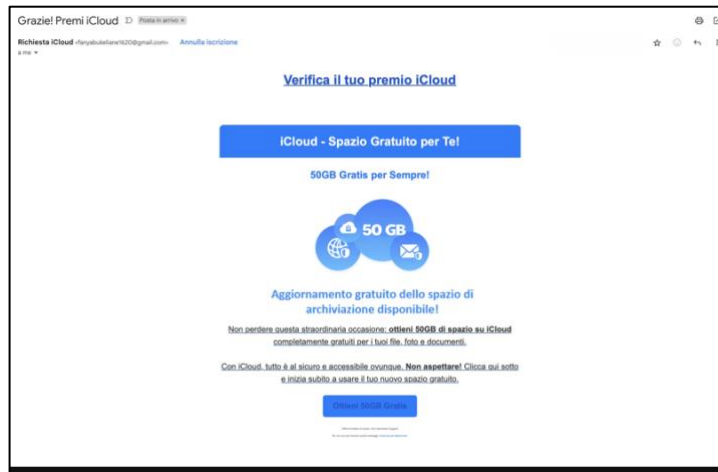 Grazie! Premi iCloud
Posta in arrivo ×
Richiesta iCloud
Annulla iscrizione
a me
Verifica il tuo premio iCloud
iCloud - Spazio Gratuito per Te!
50GB Gratis per Sempre!
50 GB
Aggiornamento gratuito dello spazio di
archiviazione disponibile!
Non perdere questa straordinaria occasione: ottieni 50GB di spazio su iCloud
completamente gratuiti per i tuoi file, foto e documenti.
Con iCloud, tutto è al sicuro e accessibile ovunque. Non aspettare! Clicca qui sotto
e inizia subito a usare il tuo nuovo spazio gratuito.
Ottieni 50GB Gratis